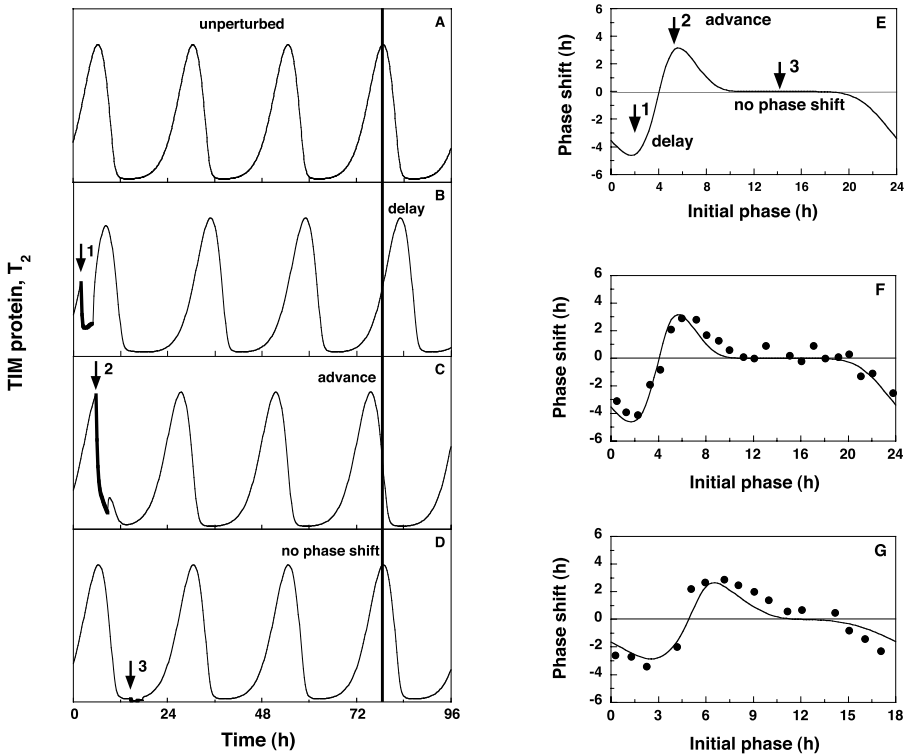 TIM protein, T2
unperturbed
A
B
delay
1
C
advance
2
D
no phase shift
3
0 24 48 72 96
Time (h)
E
Phase shift (h)
6
4
2
0
-2
-4
-6
2 advance
3
no phase shift
1
delay
0 4 8 12 16 20 24
Initial phase (h)
F
Phase shift (h)
6
4
2
0
-2
-4
-6
0 4 8 12 16 20 24
Initial phase (h)
G
Phase shift (h)
6
4
2
0
-2
-4
-6
0 3 6 9 12 15 18
Initial phase (h)